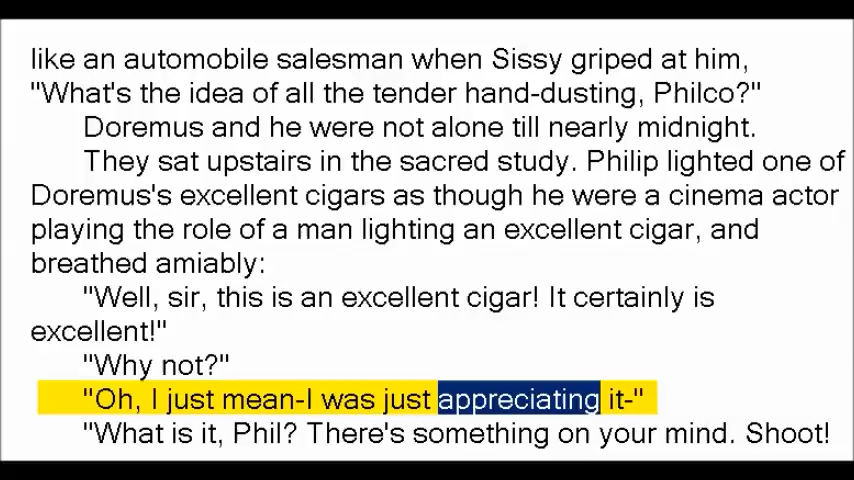 like an automobile salesman when Sissy griped at him,
"What's the idea of all the tender hand-dusting, Philco?"
Doremus and he were not alone till nearly midnight.
They sat upstairs in the sacred study. Philip lighted one of
Doremus's excellent cigars as though he were a cinema actor
playing the role of a man lighting an excellent cigar, and
breathed amiably:
"Well, sir, this is an excellent cigar! It certainly is
excellent!"
"Why not?"
"Oh, I just mean-I was just appreciating it-"
"What is it, Phil? There's something on your mind. Shoot!